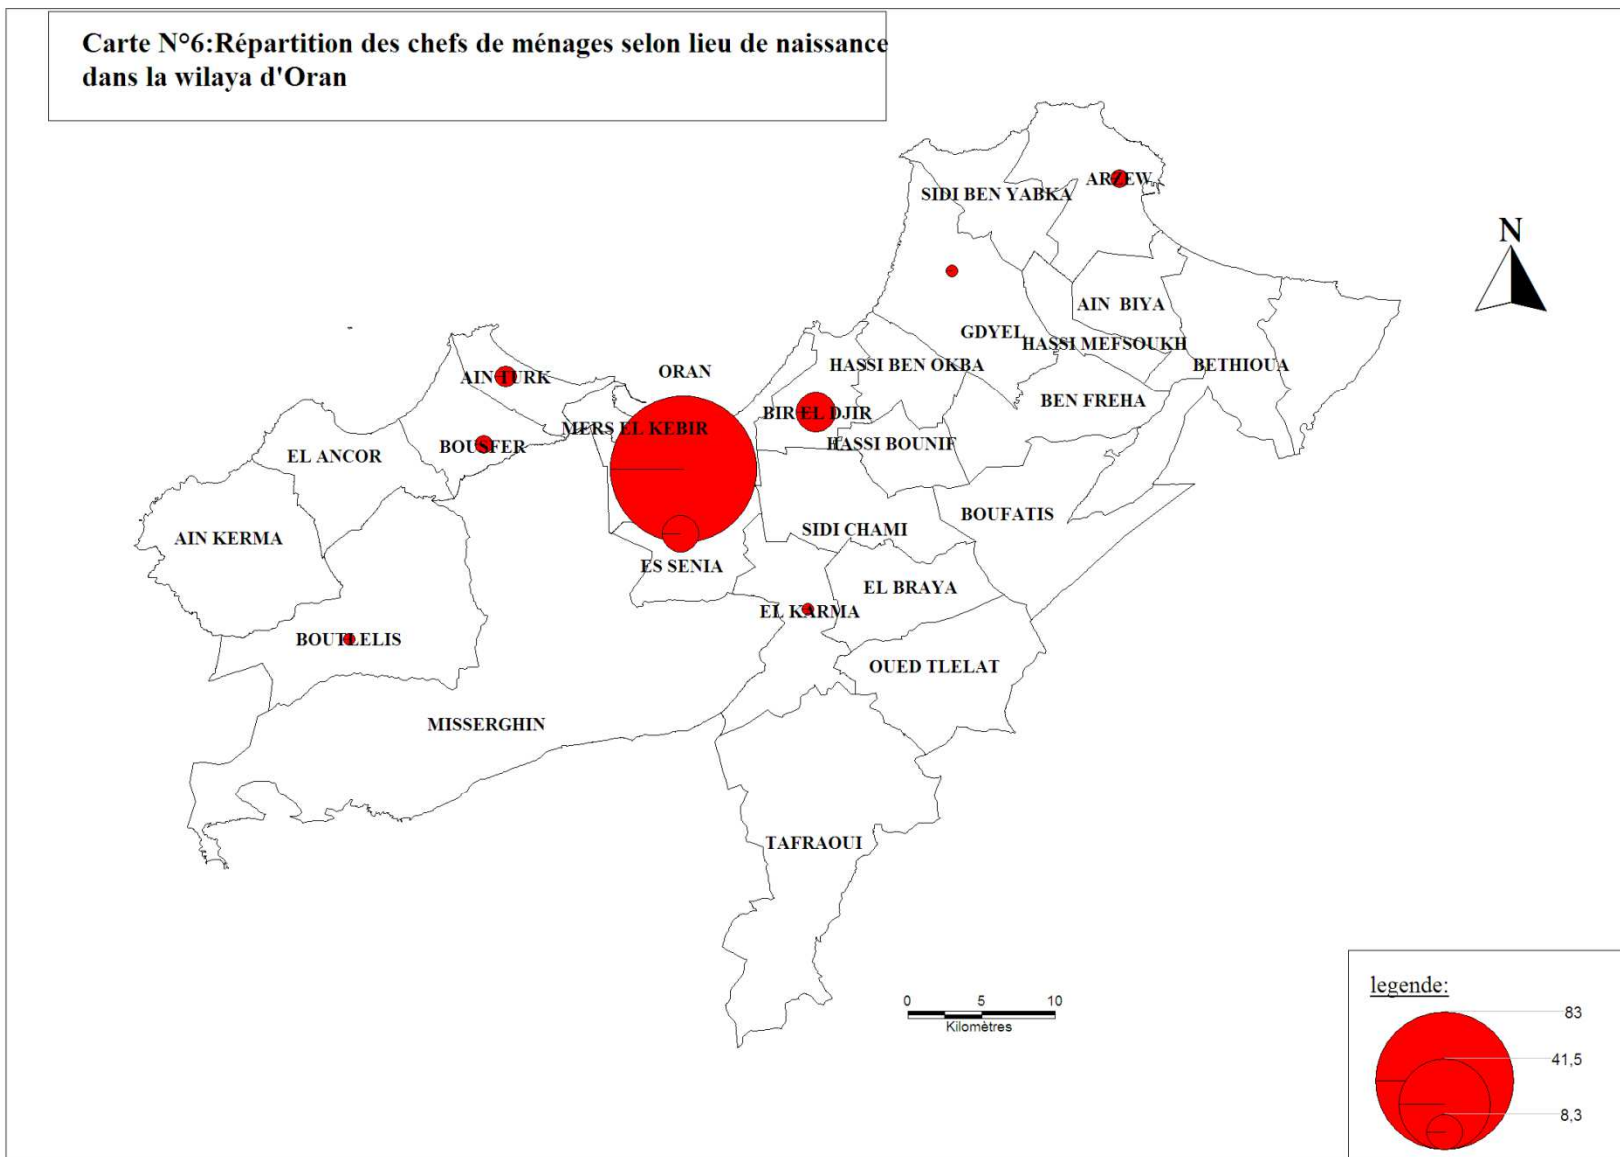 Carte N°6:Répartition des chefs de ménages selon lieu de naissance
dans la wilaya d'Oran
N
ARZEW
SIDI BEN YABKA
AIN BIYA
GDYEL
HASSI MEFSOUKH
BETHIOUA
HASSI BEN OKBA
ORAN
AIN TURK
BEN FREHA
BIR EL DJIR
MERS EL KEBIR
HASSI BOUNIF
BOUSFER
EL ANCOR
BOUFATIS
SIDI CHAMI
AIN KERMA
ES SENIA
EL BRAYA
EL KARMA
BOUTLELIS
OUED TLELAT
MISSERGHIN
TAFRAOUI
0 5 10
Kilomètres
legende:
83
41,5
8,3